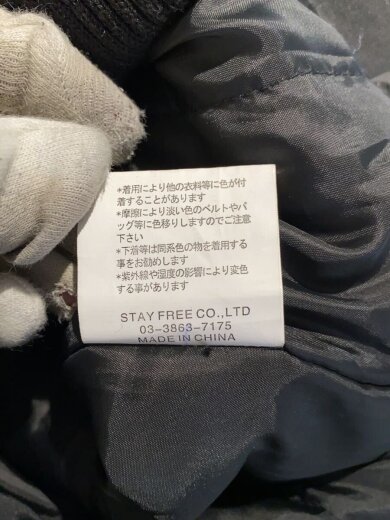 *着用により他の衣料等に色が付
着することがあります
*摩擦により淡い色のベルトやバ
ッグ等に色移りしますのでご注意
下さい
*下着等は同系色の物を着用する
事をお勧めします
*紫外線や湿度の影響により変色
する事があります
STAY FREE CO.,LTD
03-3863-7175
MADE IN CHINA